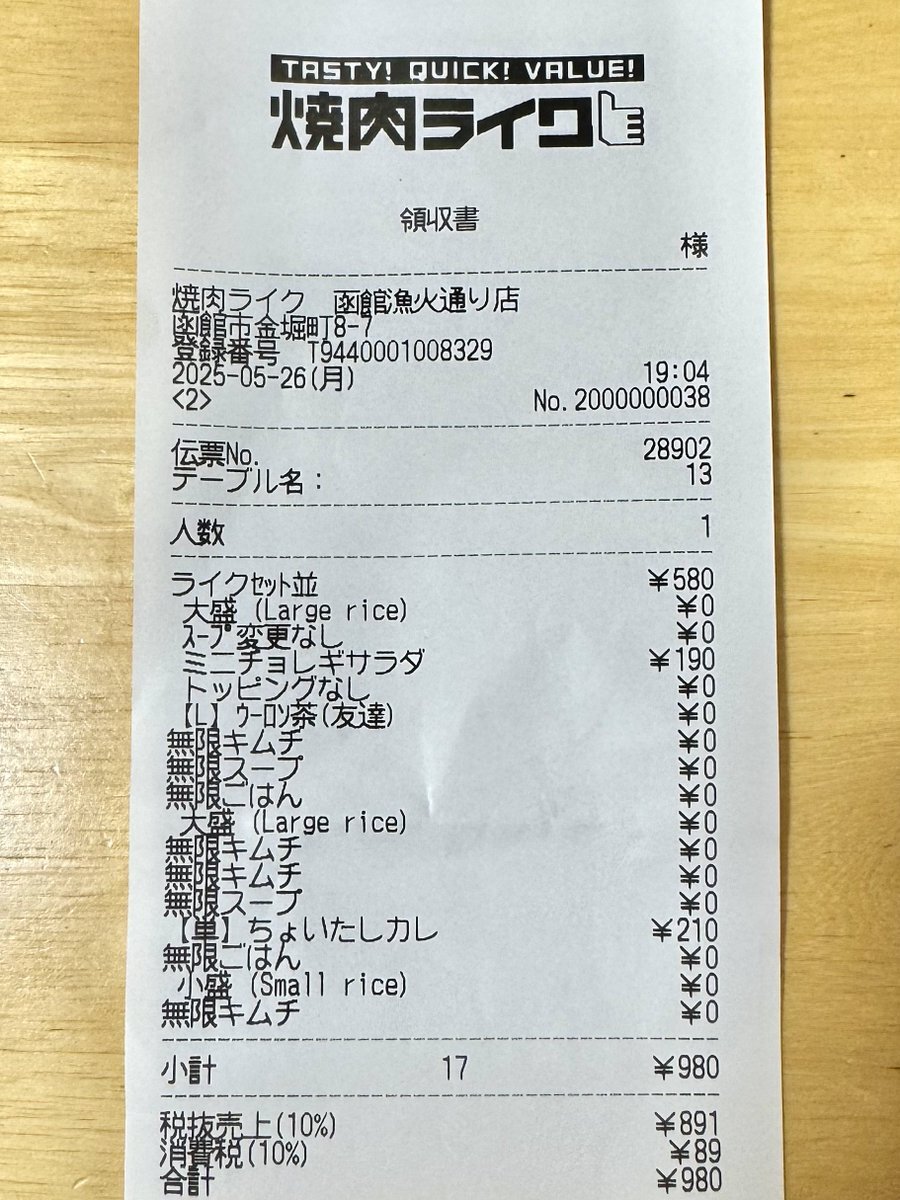 TASTY! QUICK! VALUE!
焼肉ライク
領収書
様
焼肉ライク 函館漁火通り店
函館市金堀町8-7
登録番号 T9440001008329
2025-05-26(月) 19:04
<2> No.2000000038
伝票No. 28902
テーブル名: 13
人数 1
ライクｾｯﾄ並 ¥580
大盛 (Large rice) ¥0
ｽｰﾌﾟ変更なし ¥0
ミニチョレギサラダ ¥190
トッピングなし ¥0
【L】ｳｰﾛﾝ茶(友達) ¥0
無限キムチ ¥0
無限スープ ¥0
無限ごはん ¥0
大盛 (Large rice) ¥0
無限キムチ ¥0
無限キムチ ¥0
無限スープ ¥0
【単】ちょいたしカレ ¥210
無限ごはん ¥0
小盛 (Small rice) ¥0
無限キムチ ¥0
小計 17 ¥980
税抜売上(10%) ¥891
消費税(10%) ¥89
合計 ¥980